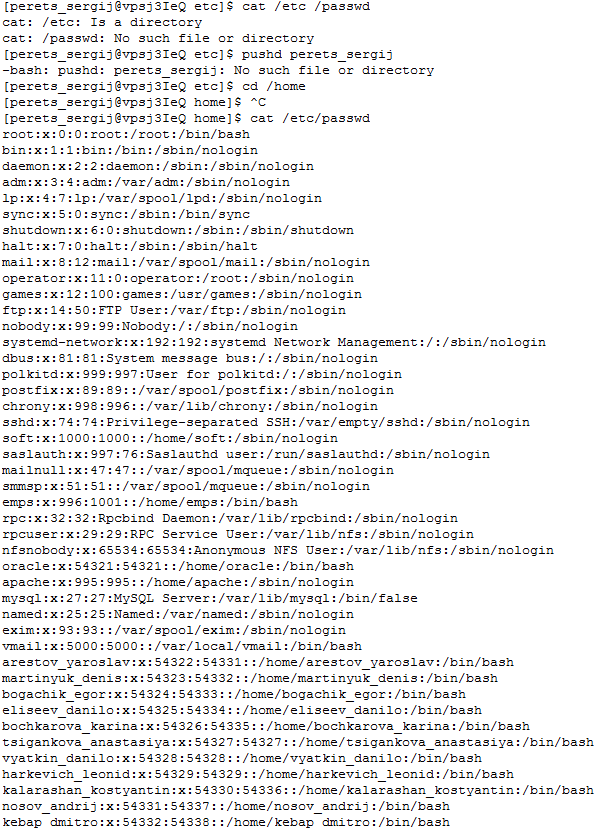 [perets_sergij@vpsj3IeQ etc]$ cat /etc /passwd
cat: /etc: Is a directory
cat: /passwd: No such file or directory
[perets_sergij@vpsj3IeQ etc]$ pushd perets_sergij
-bash: pushd: perets_sergij: No such file or directory
[perets_sergij@vpsj3IeQ etc]$ cd /home
[perets_sergij@vpsj3IeQ home]$ ^C
[perets_sergij@vpsj3IeQ home]$ cat /etc/passwd
root:x:0:0:root:/root:/bin/bash
bin:x:1:1:bin:/bin:/sbin/nologin
daemon:x:2:2:daemon:/sbin:/sbin/nologin
adm:x:3:4:adm:/var/adm:/sbin/nologin
lp:x:4:7:lp:/var/spool/lpd:/sbin/nologin
sync:x:5:0:sync:/sbin:/bin/sync
shutdown:x:6:0:shutdown:/sbin:/sbin/shutdown
halt:x:7:0:halt:/sbin:/sbin/halt
mail:x:8:12:mail:/var/spool/mail:/sbin/nologin
operator:x:11:0:operator:/root:/sbin/nologin
games:x:12:100:games:/usr/games:/sbin/nologin
ftp:x:14:50:FTP User:/var/ftp:/sbin/nologin
nobody:x:99:99:Nobody:/:/sbin/nologin
systemd-network:x:192:192:systemd Network Management:/:/sbin/nologin
dbus:x:81:81:System message bus:/:/sbin/nologin
polkitd:x:999:997:User for polkitd:/:/sbin/nologin
postfix:x:89:89::/var/spool/postfix:/sbin/nologin
chrony:x:998:996::/var/lib/chrony:/sbin/nologin
sshd:x:74:74:Privilege-separated SSH:/var/empty/sshd:/sbin/nologin
soft:x:1000:1000::/home/soft:/sbin/nologin
saslauth:x:997:76:Saslauthd user:/run/saslauthd:/sbin/nologin
mailnull:x:47:47::/var/spool/mqueue:/sbin/nologin
smmsp:x:51:51::/var/spool/mqueue:/sbin/nologin
emps:x:996:1001::/home/emps:/bin/bash
rpc:x:32:32:Rpcbind Daemon:/var/lib/rpcbind:/sbin/nologin
rpcuser:x:29:29:RPC Service User:/var/lib/nfs:/sbin/nologin
nfsnobody:x:65534:65534:Anonymous NFS User:/var/lib/nfs:/sbin/nologin
oracle:x:54321:54321::/home/oracle:/bin/bash
apache:x:995:995::/home/apache:/sbin/nologin
mysql:x:27:27:MySQL Server:/var/lib/mysql:/bin/false
named:x:25:25:Named:/var/named:/sbin/nologin
exim:x:93:93::/var/spool/exim:/sbin/nologin
vmail:x:5000:5000::/var/local/vmail:/bin/bash
arestov_yaroslav:x:54322:54331::/home/arestov_yaroslav:/bin/bash
martinyuk_denis:x:54323:54332::/home/martinyuk_denis:/bin/bash
bogachik_egor:x:54324:54333::/home/bogachik_egor:/bin/bash
eliseev_danilo:x:54325:54334::/home/eliseev_danilo:/bin/bash
bochkarova_karina:x:54326:54335::/home/bochkarova_karina:/bin/bash
tsigankova_anastasiya:x:54327:54327::/home/tsigankova_anastasiya:/bin/bash
vyatkin_danilo:x:54328:54328::/home/vyatkin_danilo:/bin/bash
harkevich_leonid:x:54329:54329::/home/harkevich_leonid:/bin/bash
kalarashan_kostyantin:x:54330:54336::/home/kalarashan_kostyantin:/bin/bash
nosov_andrij:x:54331:54337::/home/nosov_andrij:/bin/bash
kebap_dmitro:x:54332:54338::/home/kebap_dmitro:/bin/bash